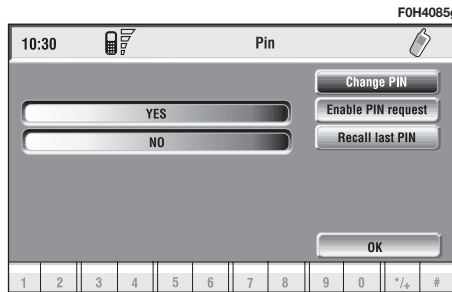 F0H4085g
10:30 Pin
Change PIN
YES
Enable PIN request
NO
Recall last PIN
OK
1 2 3 4 5 6 7 8 9 0 */+ #